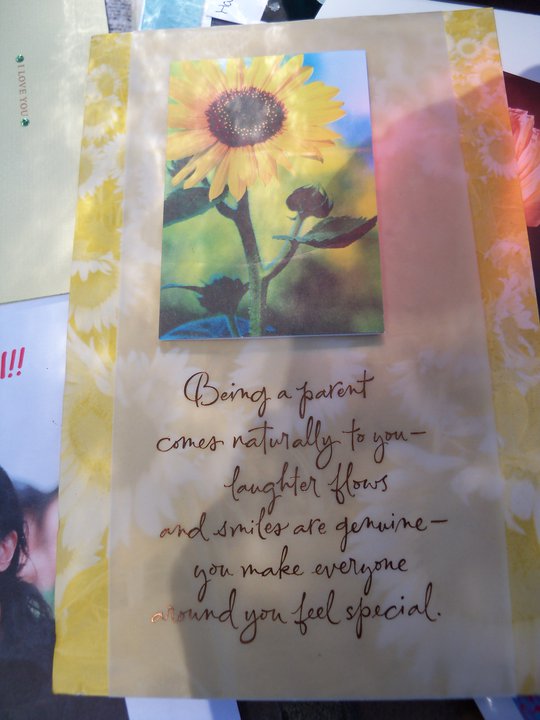 I LOVE YOU
Being a parent
comes naturally to you—
laughter flows
and smiles are genuine—
you make everyone
around you feel special.